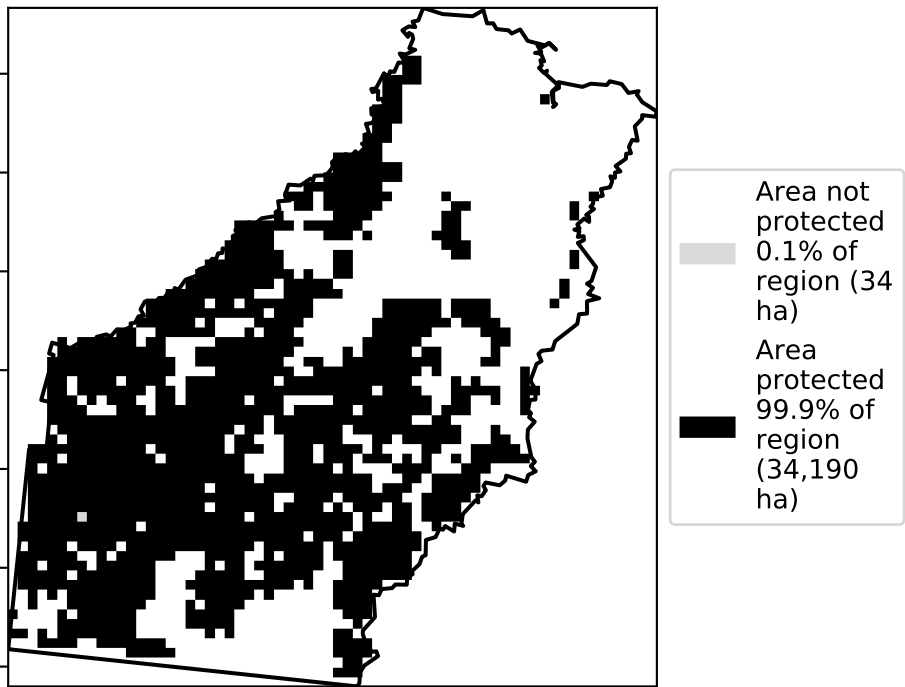 Area not
protected
0.1% of
region (34
ha)
Area
protected
99.9% of
region
(34,190
ha)